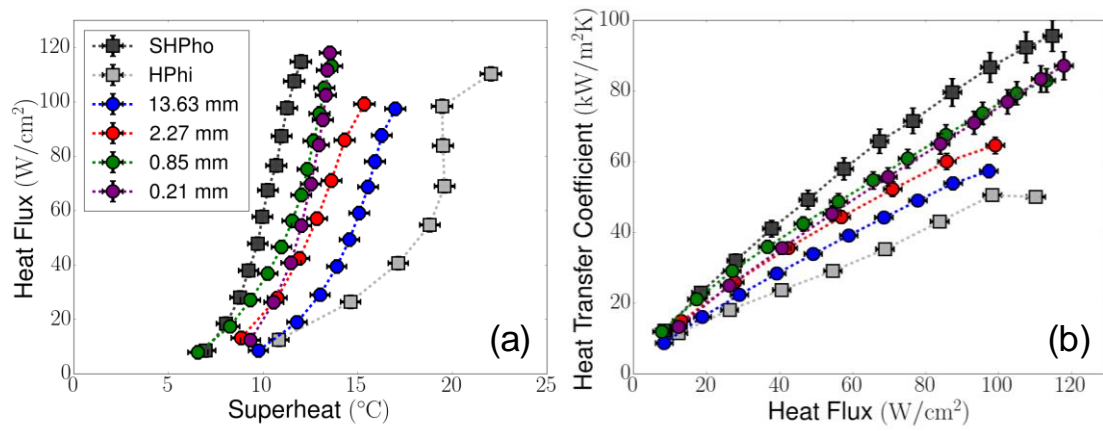 Heat Flux (W/cm²)
120
100
80
60
40
20
0
SHPho
HPhi
13.63 mm
2.27 mm
0.85 mm
0.21 mm
(a)
0 5 10 15 20 25
Superheat (°C)
Heat Transfer Coefficient (kW/m²K)
100
80
60
40
20
0
(b)
20 40 60 80 100 120
Heat Flux (W/cm²)